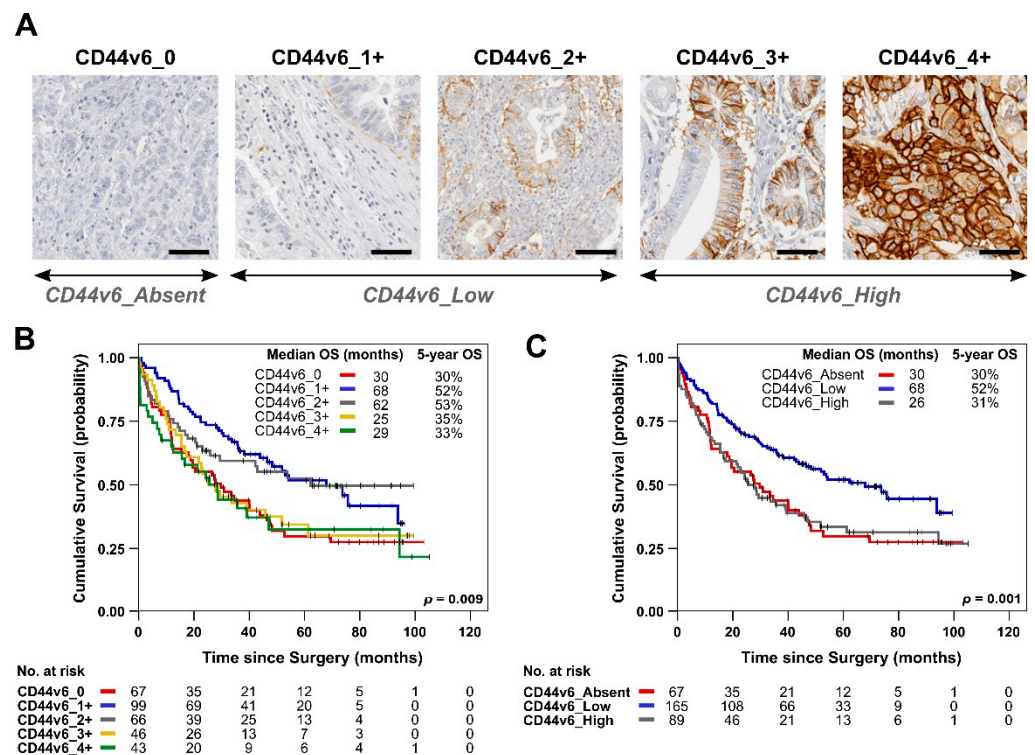 A
CD44v6_0 CD44v6_1+ CD44v6_2+ CD44v6_3+ CD44v6_4+
CD44v6_Absent CD44v6_Low CD44v6_High
B
Cumulative Survival (probability)
1.00
0.75
0.50
0.25
0.00
Median OS (months) 5-year OS
CD44v6_0 30 30%
CD44v6_1+ 68 52%
CD44v6_2+ 62 53%
CD44v6_3+ 25 35%
CD44v6_4+ 29 33%
p = 0.009
0 20 40 60 80 100 120
Time since Surgery (months)
No. at risk
CD44v6_0 67 35 21 12 5 1 0
CD44v6_1+ 99 69 41 20 5 0 0
CD44v6_2+ 66 39 25 13 4 0 0
CD44v6_3+ 46 26 13 7 3 0 0
CD44v6_4+ 43 20 9 6 4 1 0
C
Cumulative Survival (probability)
1.00
0.75
0.50
0.25
0.00
Median OS (months) 5-year OS
CD44v6_Absent 30 30%
CD44v6_Low 68 52%
CD44v6_High 26 31%
p = 0.001
0 20 40 60 80 100 120
Time since Surgery (months)
No. at risk
CD44v6_Absent 67 35 21 12 5 1 0
CD44v6_Low 165 108 66 33 9 0 0
CD44v6_High 89 46 21 13 6 1 0